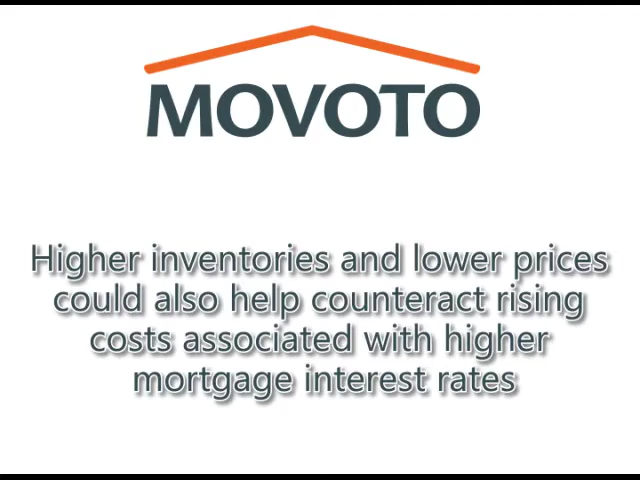 MOVOTO
Higher inventories and lower prices
could also help counteract rising
costs associated with higher
mortgage interest rates